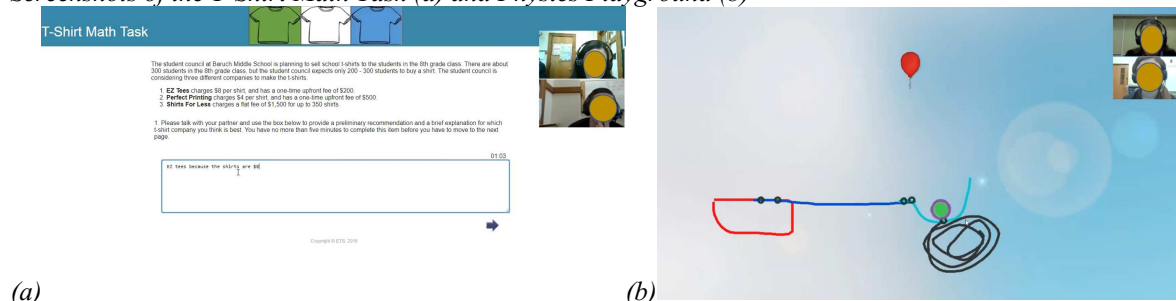 Screenshots of the T-Shirt Math Task (a) and Physics Playground (b)
T-Shirt Math Task
The student council at Baruch Middle School is planning to sell school t-shirts to the students in the 8th grade class. There are about
300 students in the 8th grade class, but the student council expects only 200 - 300 students to buy a shirt. The student council is
considering three different companies to make the t-shirts.
1. EZ Tees charges $8 per shirt, and has a one-time upfront fee of $200.
2. Perfect Printing charges $4 per shirt, and has a one-time upfront fee of $500.
3. Shirts For Less charges a flat fee of $1,500 for up to 350 shirts.
1. Please talk with your partner and use the box below to provide a preliminary recommendation and a brief explanation for which
t-shirt company you think is best. You have no more than five minutes to complete this item before you have to move to the next
page.
01:03
EZ tees because the shirts are $8
Copyright © ETS, 2016
(a)
(b)